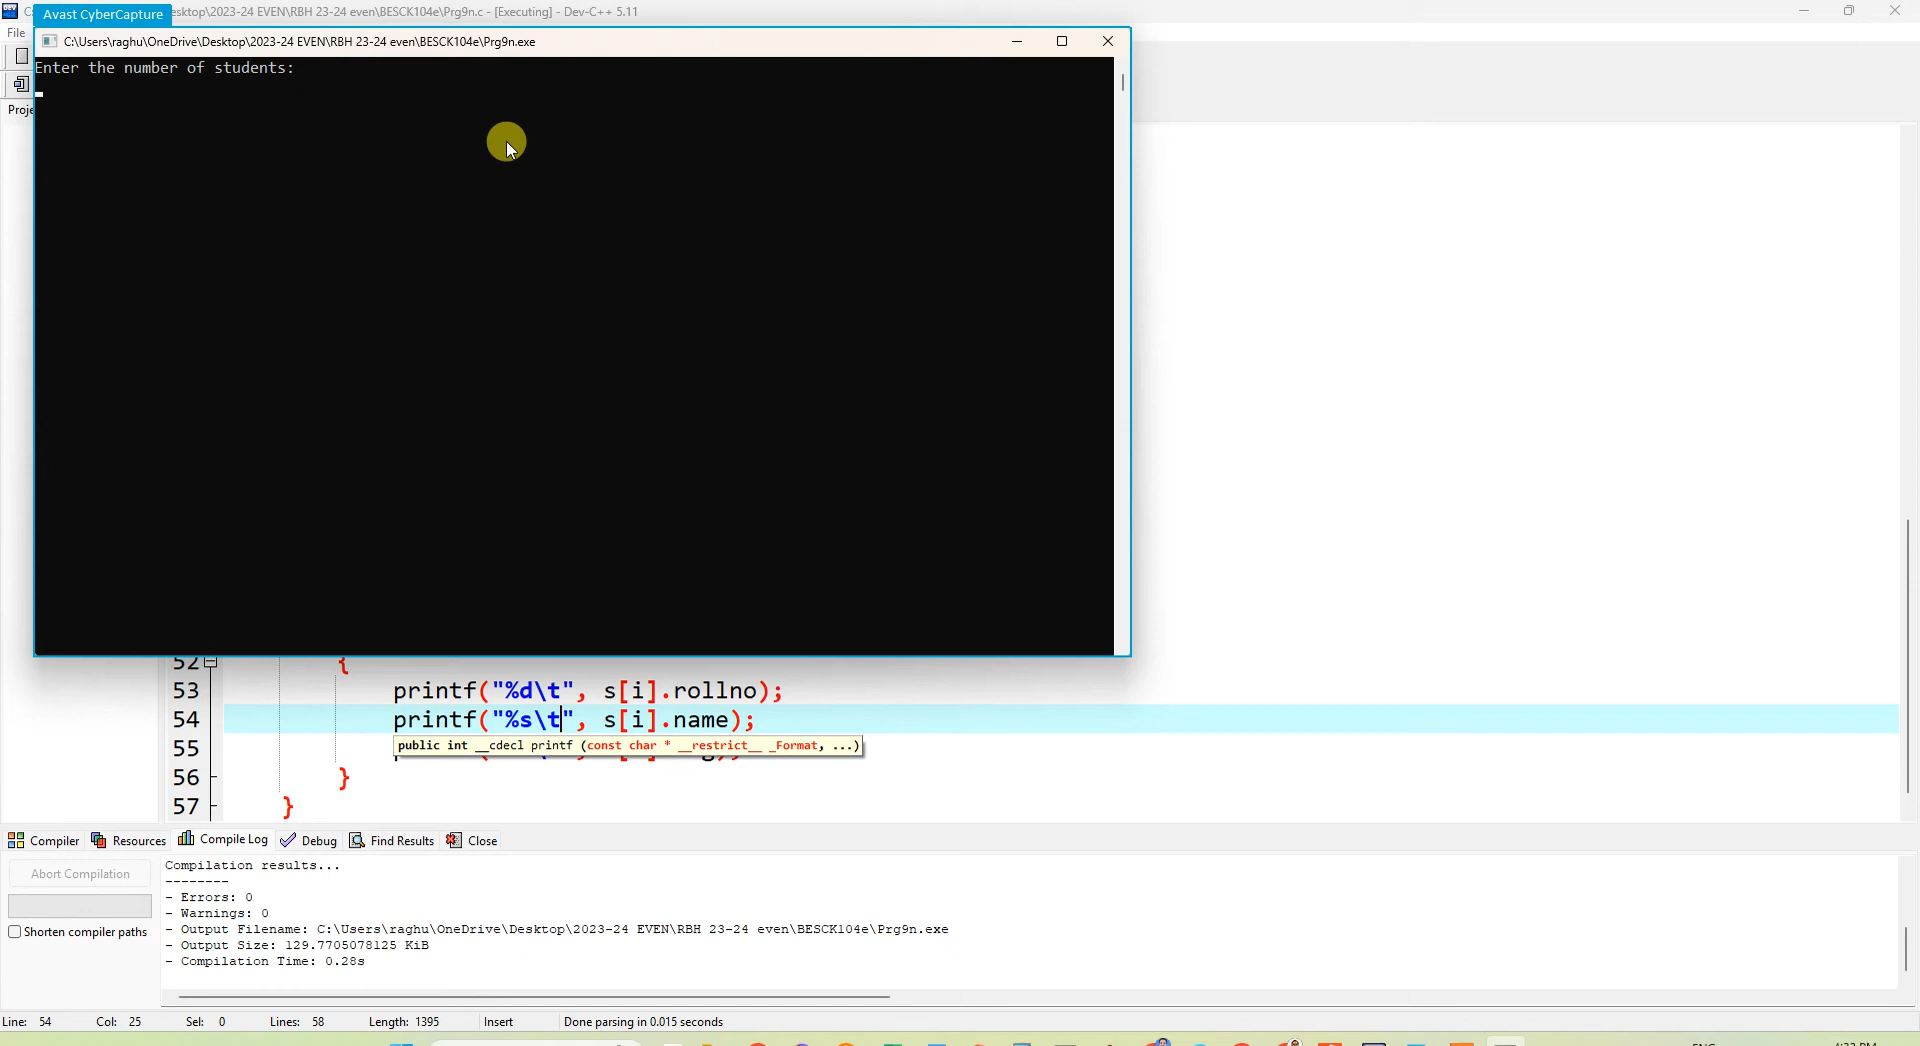 Avast CyberCapture
esktop\2023-24 EVEN\RBH 23-24 even\BESCK104e\Prg9n.c - [Executing] - Dev-C++ 5.11
File
C:\Users\raghu\OneDrive\Desktop\2023-24 EVEN\RBH 23-24 even\BESCK104e\Prg9n.exe
Enter the number of students:
Proje
52 {
53 printf("%d\t", s[i].rollno);
54 printf("%s\t", s[i].name);
55
public int __cdecl printf (const char * __restrict__ _Format, ...)
56 }
57 }
Compiler Resources Compile Log Debug Find Results Close
Abort Compilation
Shorten compiler paths
Compilation results...
--------
- Errors: 0
- Warnings: 0
- Output Filename: C:\Users\raghu\OneDrive\Desktop\2023-24 EVEN\RBH 23-24 even\BESCK104e\Prg9n.exe
- Output Size: 129.7705078125 KiB
- Compilation Time: 0.28s
Line: 54 Col: 25 Sel: 0 Lines: 58 Length: 1395 Insert Done parsing in 0.015 seconds